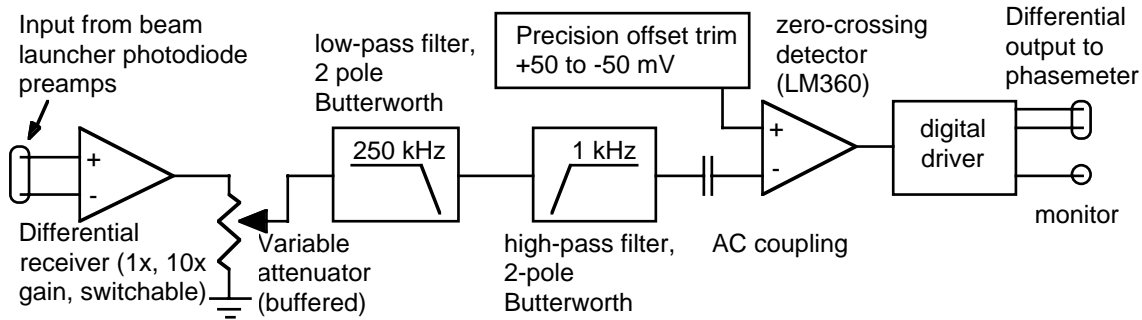 Input from beam
launcher photodiode
preamps
+
-
Differential
receiver (1x, 10x
gain, switchable)
Variable
attenuator
(buffered)
low-pass filter,
2 pole
Butterworth
250 kHz
1 kHz
high-pass filter,
2-pole
Butterworth
AC coupling
Precision offset trim
+50 to -50 mV
zero-crossing
detector
(LM360)
+
-
digital
driver
Differential
output to
phasemeter
monitor